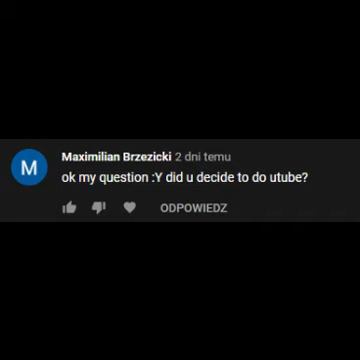 M
Maximilian Brzezicki 2 dni temu
ok my question :Y did u decide to do utube?
ODPOWIEDZ